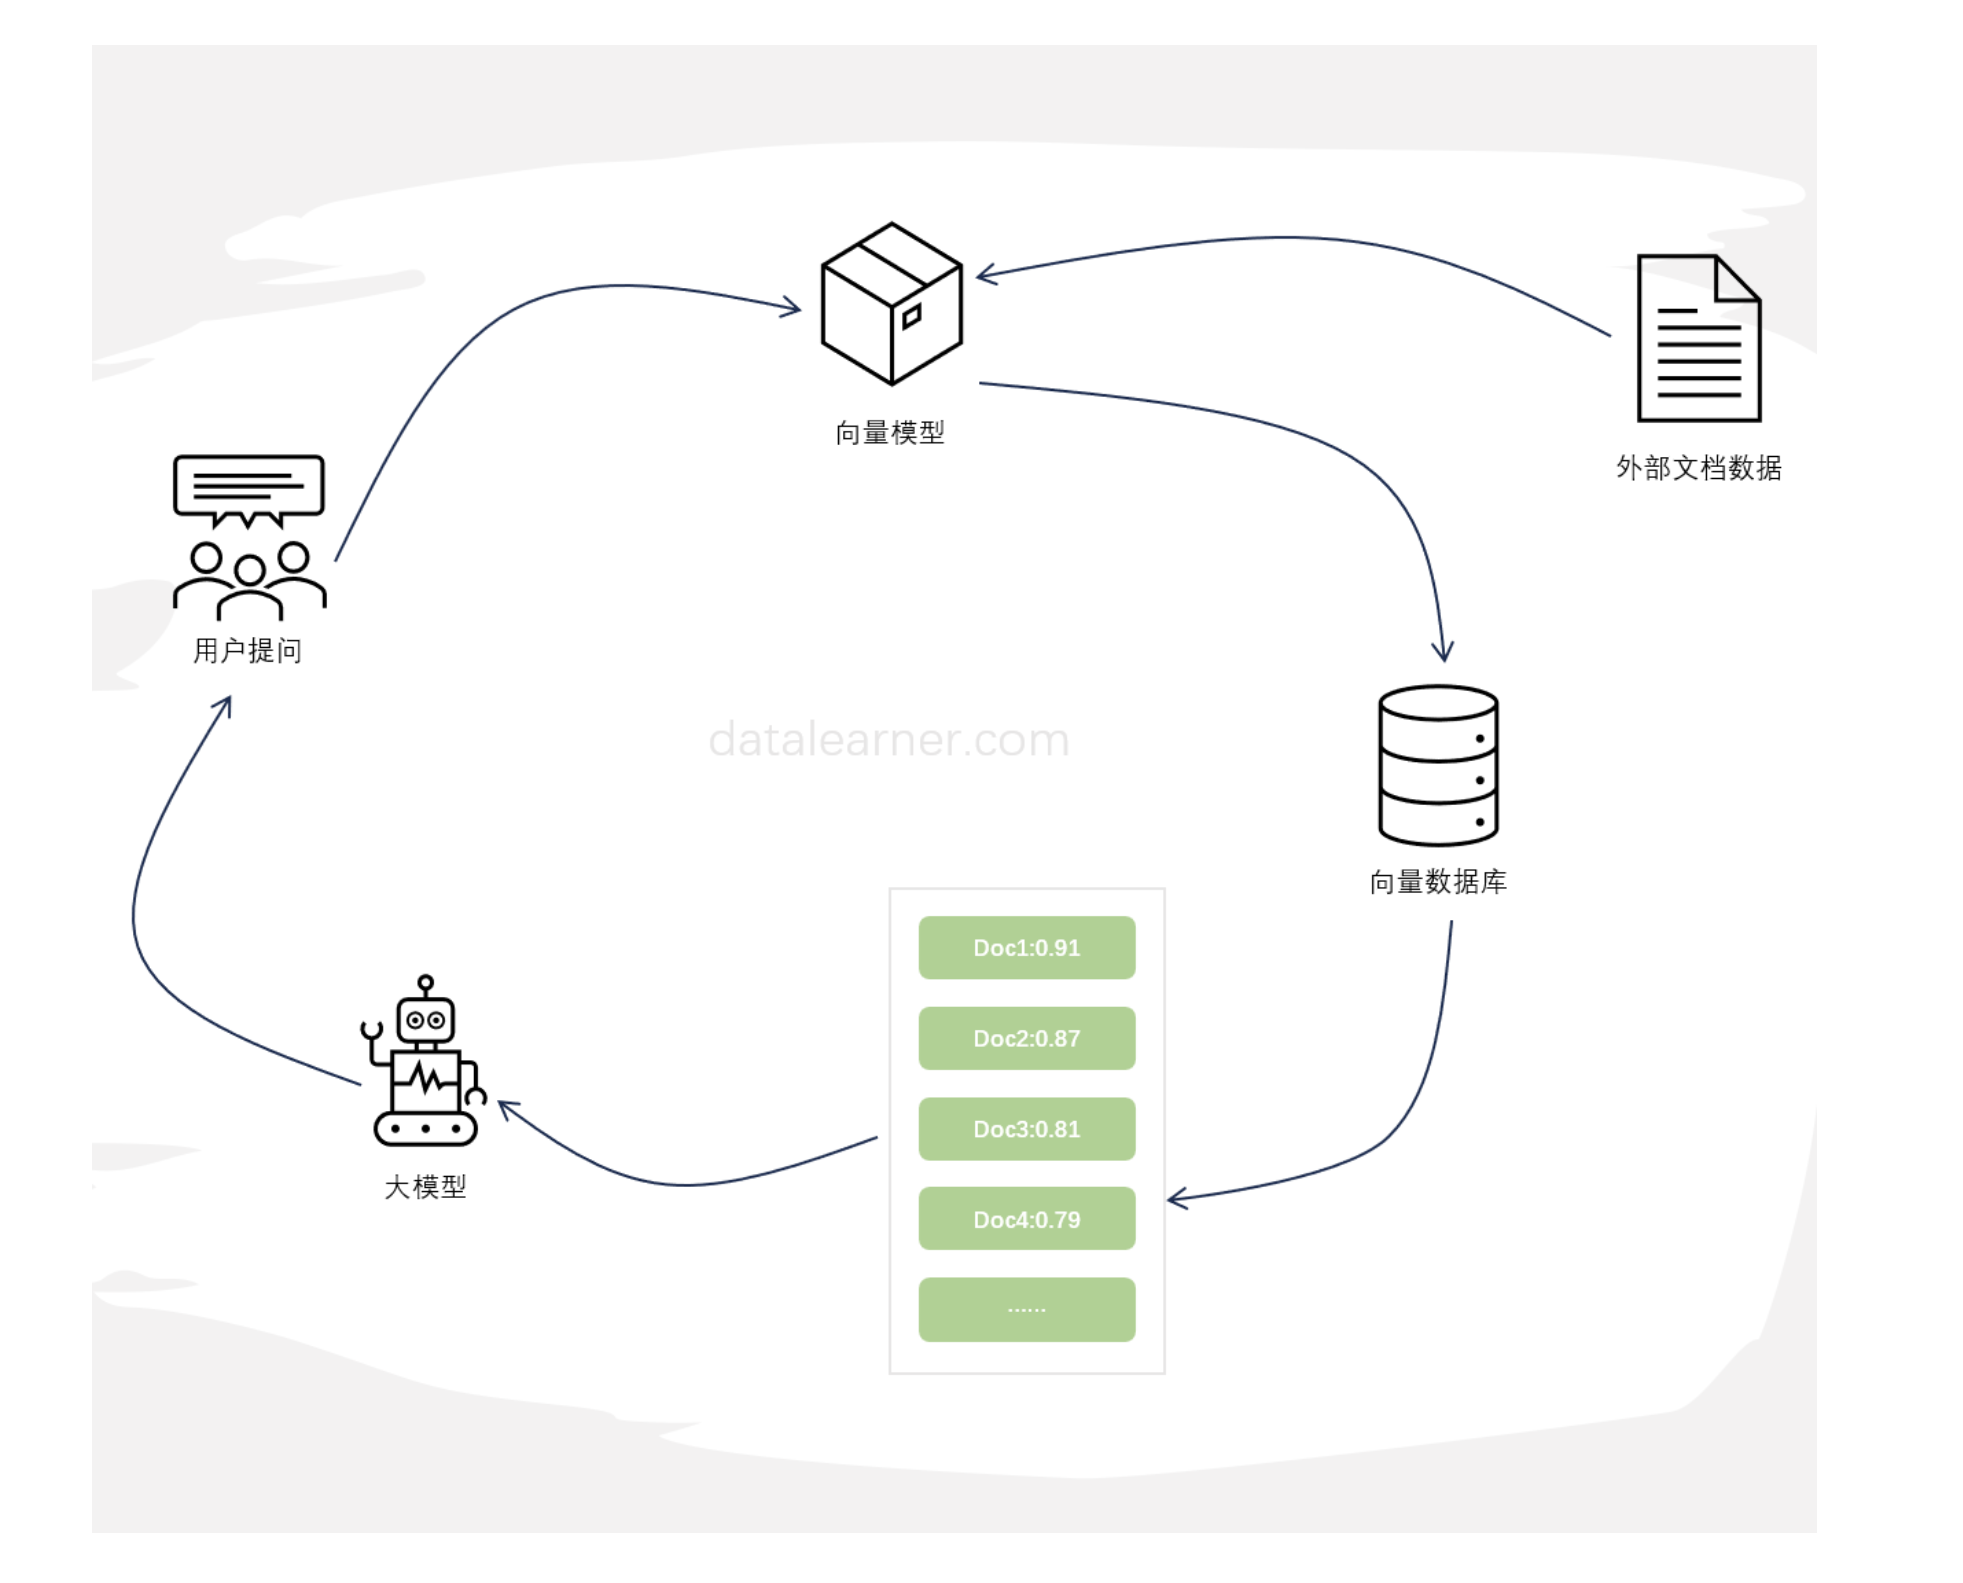 向量模型
外部文档数据
用户提问
datalearner.com
向量数据库
Doc1:0.91
Doc2:0.87
Doc3:0.81
Doc4:0.79
......
大模型